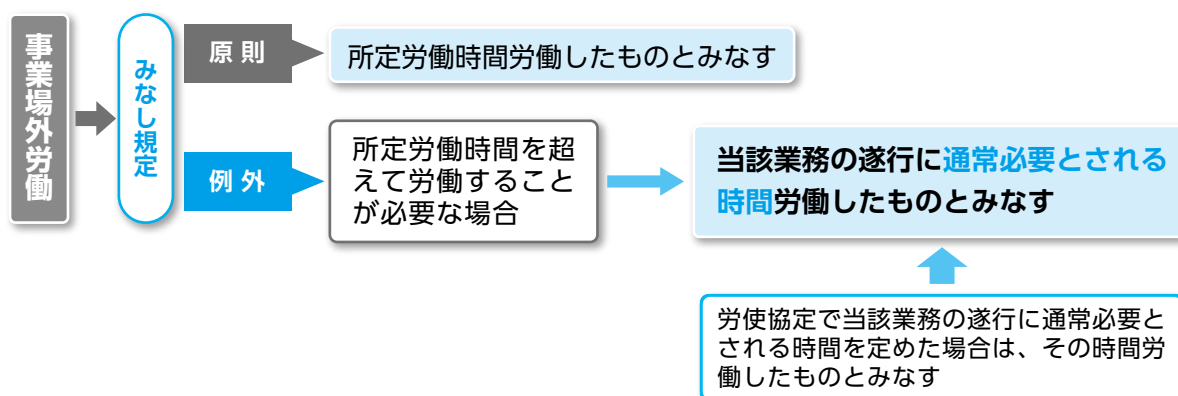 事業場外労働
みなし規定
原則
所定労働時間労働したものとみなす
例外
所定労働時間を超
えて労働すること
が必要な場合
当該業務の遂行に通常必要とされる
時間労働したものとみなす
労使協定で当該業務の遂行に通常必要と
される時間を定めた場合は、その時間労
働したものとみなす